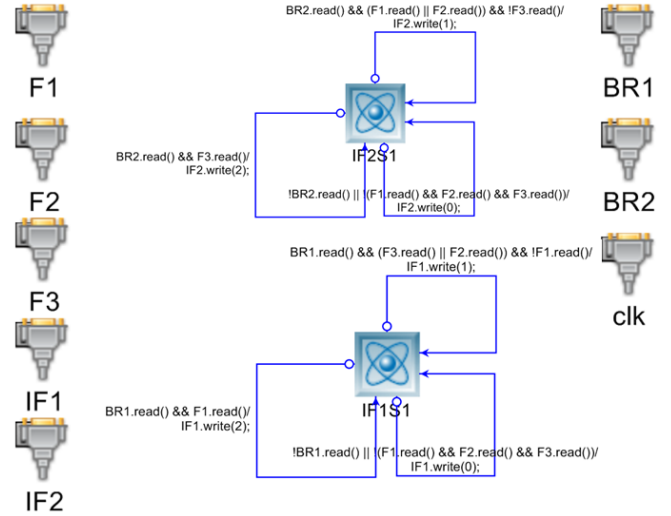 BR2.read() && (F1.read() || F2.read()) && !F3.read()/
IF2.write(1);
F1
BR1
BR2.read() && F3.read()/
IF2.write(2);
IF2S1
F2
!BR2.read() || !(F1.read() && F2.read() && F3.read())/
IF2.write(0);
BR2
BR1.read() && (F3.read() || F2.read()) && !F1.read()/
IF1.write(1);
F3
clk
IF1
BR1.read() && F1.read()/
IF1.write(2);
IF1S1
!BR1.read() || !(F1.read() && F2.read() && F3.read())/
IF1.write(0);
IF2